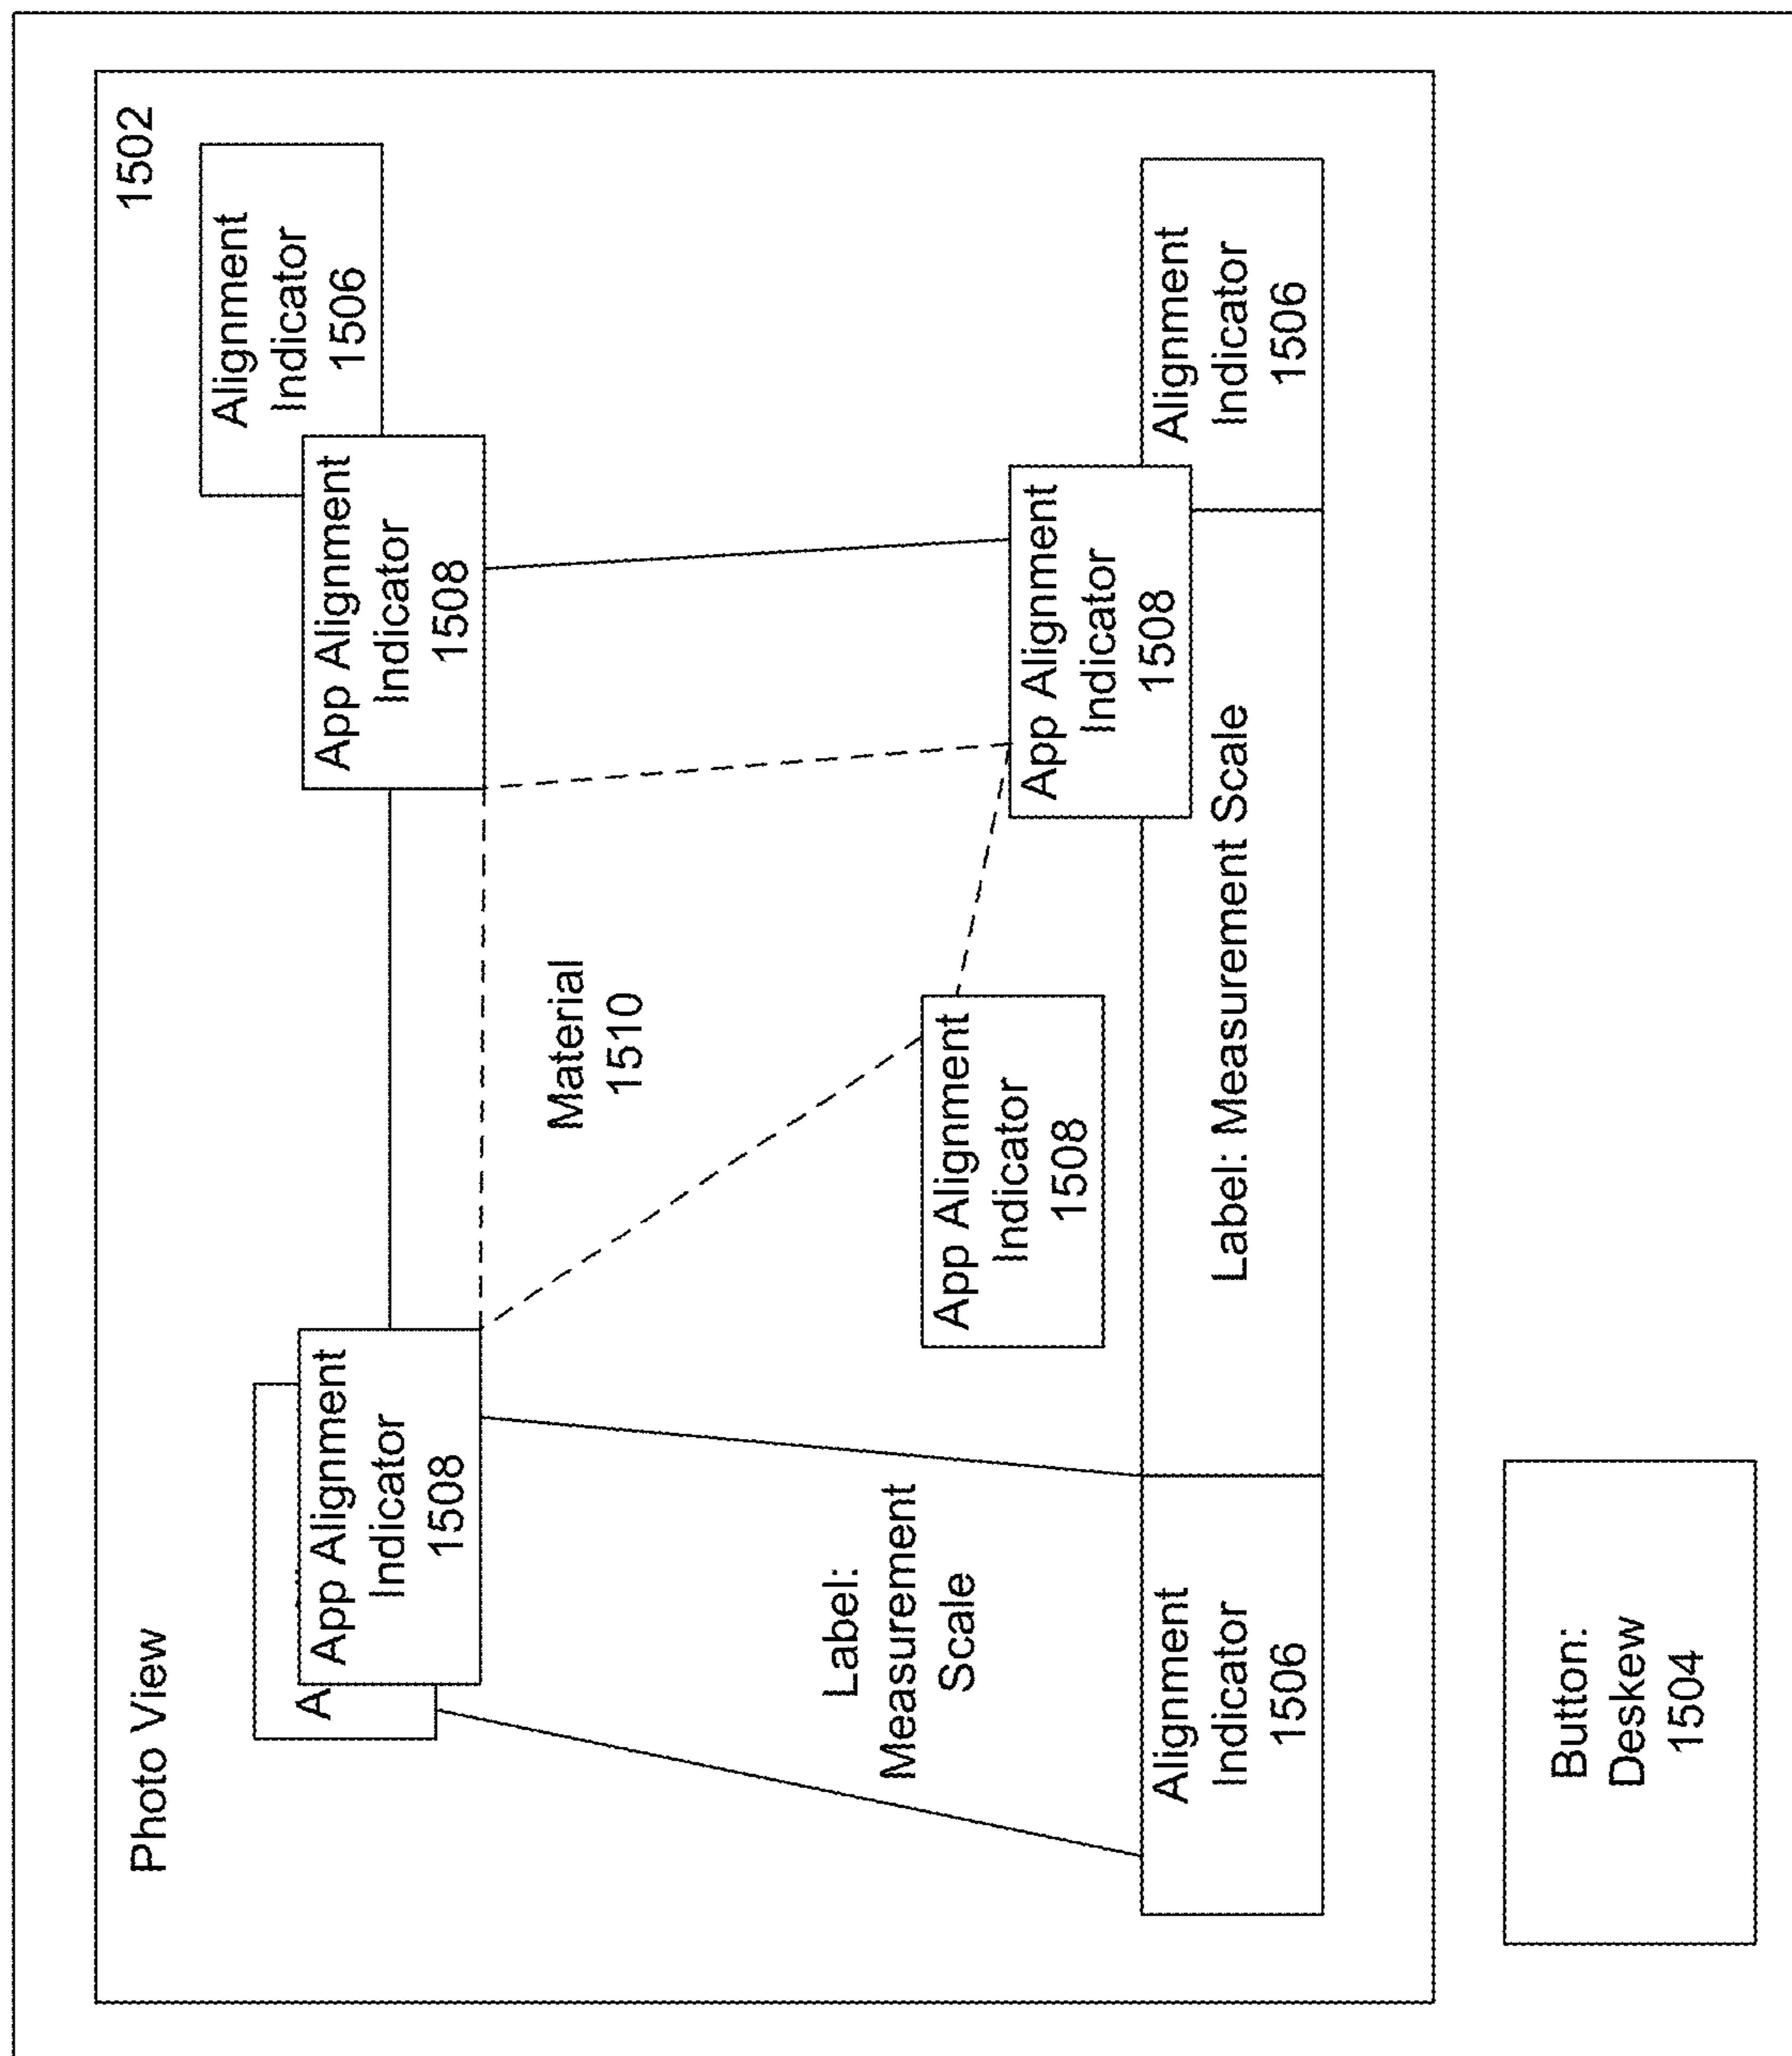 Photo View
1502
A
App Alignment
Indicator
1508
App Alignment
Indicator
1508
Alignment
Indicator
1506
Material
1510
Label:
Measurement
Scale
App Alignment
Indicator
1508
App Alignment
Indicator
1508
Alignment
Indicator
1506
Label: Measurement Scale
Alignment
Indicator
1506
Button:
Deskew
1504